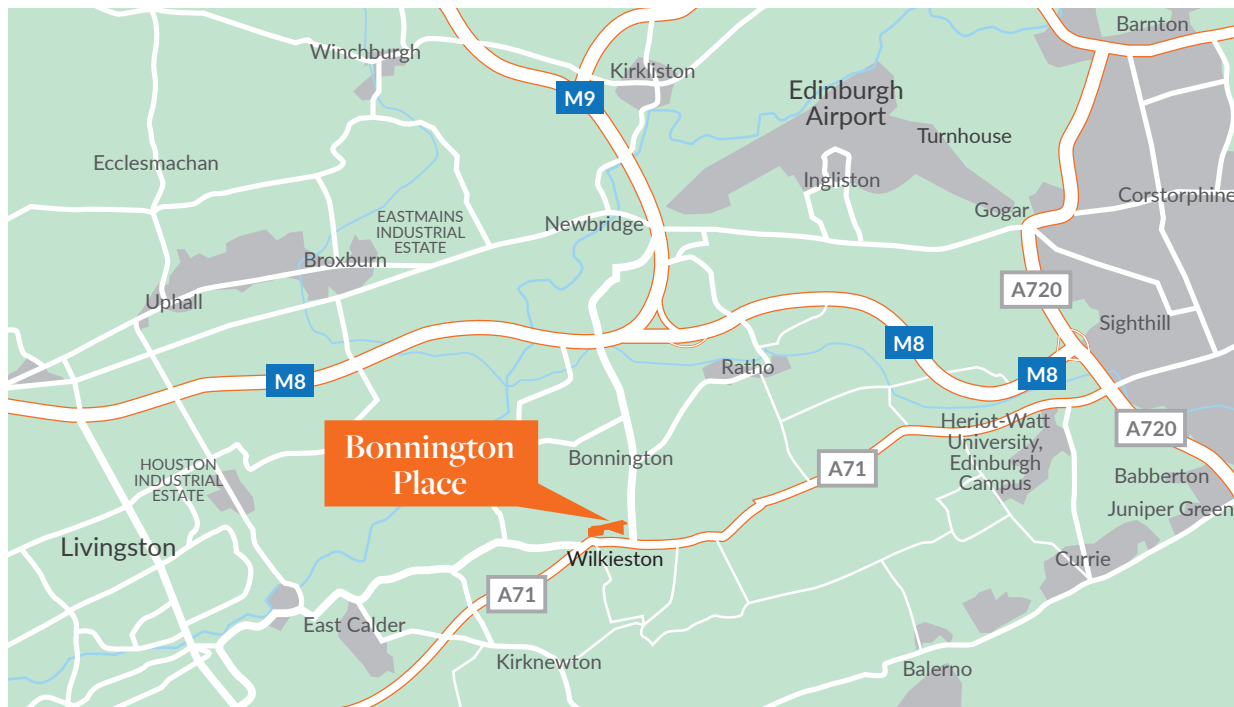 Barnton
Winchburgh
Kirkliston
M9
Edinburgh
Airport
Turnhouse
Ecclesmachan
Ingliston
Corstorphine
Gogar
EASTMAINS
INDUSTRIAL
ESTATE
Newbridge
Broxburn
A720
Uphall
Sighthill
M8
Ratho
M8
M8
Heriot-Watt
University,
Edinburgh
Campus
A720
Bonnington
Place
Bonnington
HOUSTON
INDUSTRIAL
ESTATE
A71
Babberton
Juniper Green
Livingston
Wilkieston
Currie
A71
East Calder
Kirknewton
Balerno